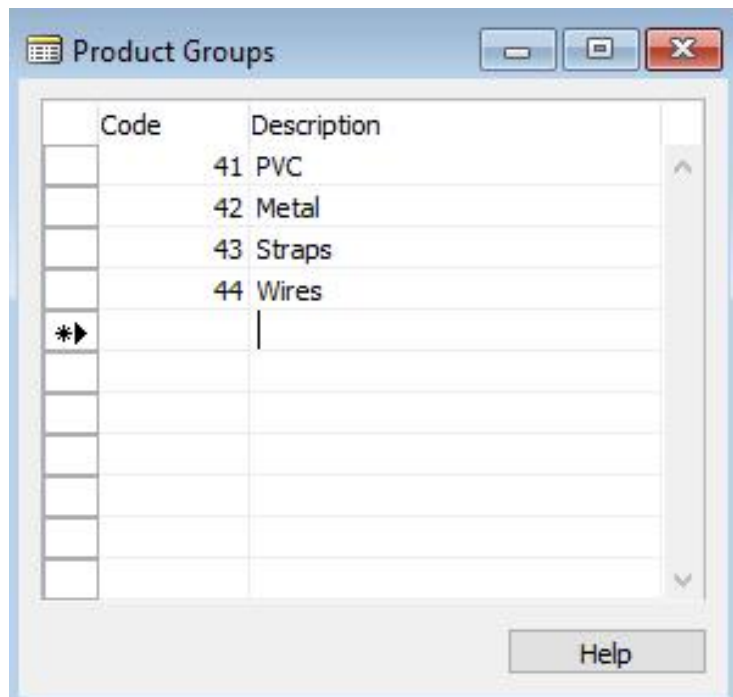 Product Groups
Code Description
41 PVC
42 Metal
43 Straps
44 Wires
Help